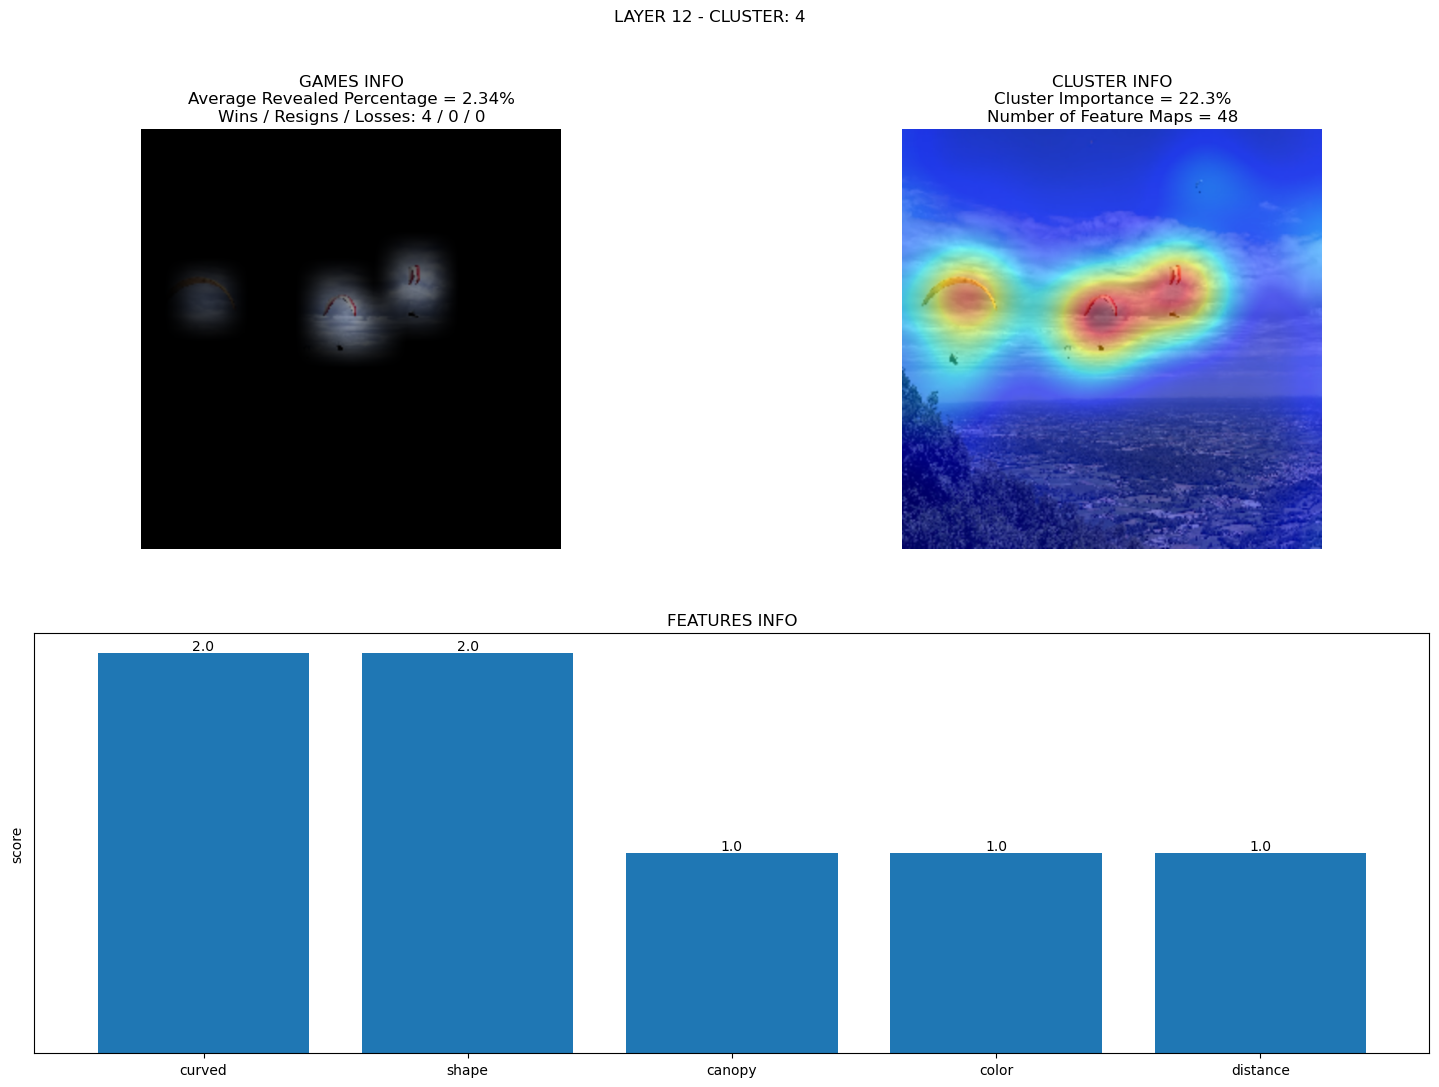 LAYER 12 - CLUSTER: 4
GAMES INFO
Average Revealed Percentage = 2.34%
Wins / Resigns / Losses: 4 / 0 / 0
CLUSTER INFO
Cluster Importance = 22.3%
Number of Feature Maps = 48
FEATURES INFO
score
2.0
2.0
1.0
1.0
1.0
curved
shape
canopy
color
distance